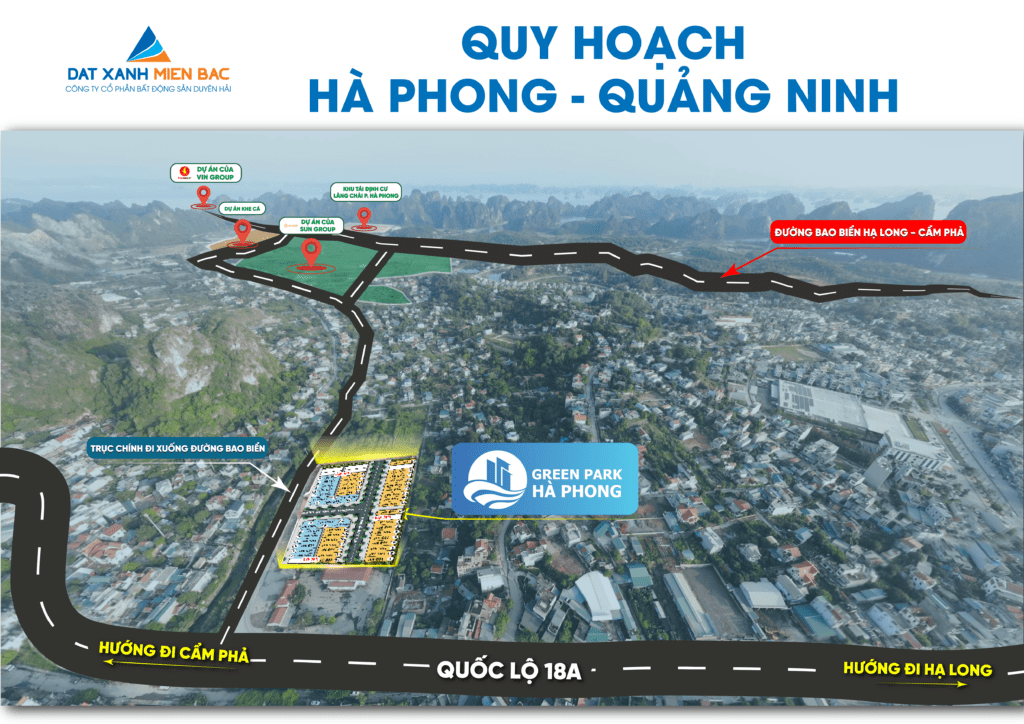 QUY HOẠCH
HÀ PHONG - QUẢNG NINH
DAT XANH MIEN BAC
CÔNG TY CỔ PHẦN BẤT ĐỘNG SẢN DUYÊN HẢI
DỰ ÁN CỦA
VIN GROUP
DỰ ÁN KHE CÁ
DỰ ÁN CỦA
SUN GROUP
KHU TÁI ĐỊNH CƯ
LÀNG CHÀI P. HÀ PHONG
ĐƯỜNG BAO BIỂN HẠ LONG - CẨM PHẢ
TRỤC CHÍNH ĐI XUỐNG ĐƯỜNG BAO BIỂN
GREEN PARK
HÀ PHONG
HƯỚNG ĐI CẨM PHẢ
QUỐC LỘ 18A
HƯỚNG ĐI HẠ LONG